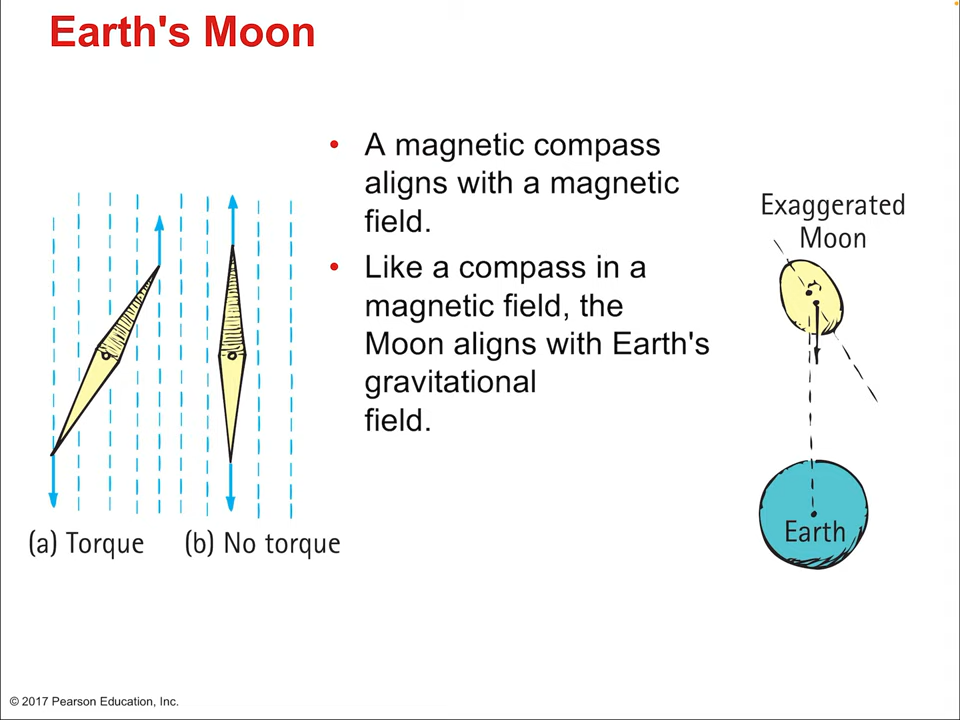 Earth's Moon
• A magnetic compass
aligns with a magnetic
field.
• Like a compass in a
magnetic field, the
Moon aligns with Earth's
gravitational
field.
(a) Torque
(b) No torque
Exaggerated
Moon
Earth
© 2017 Pearson Education, Inc.